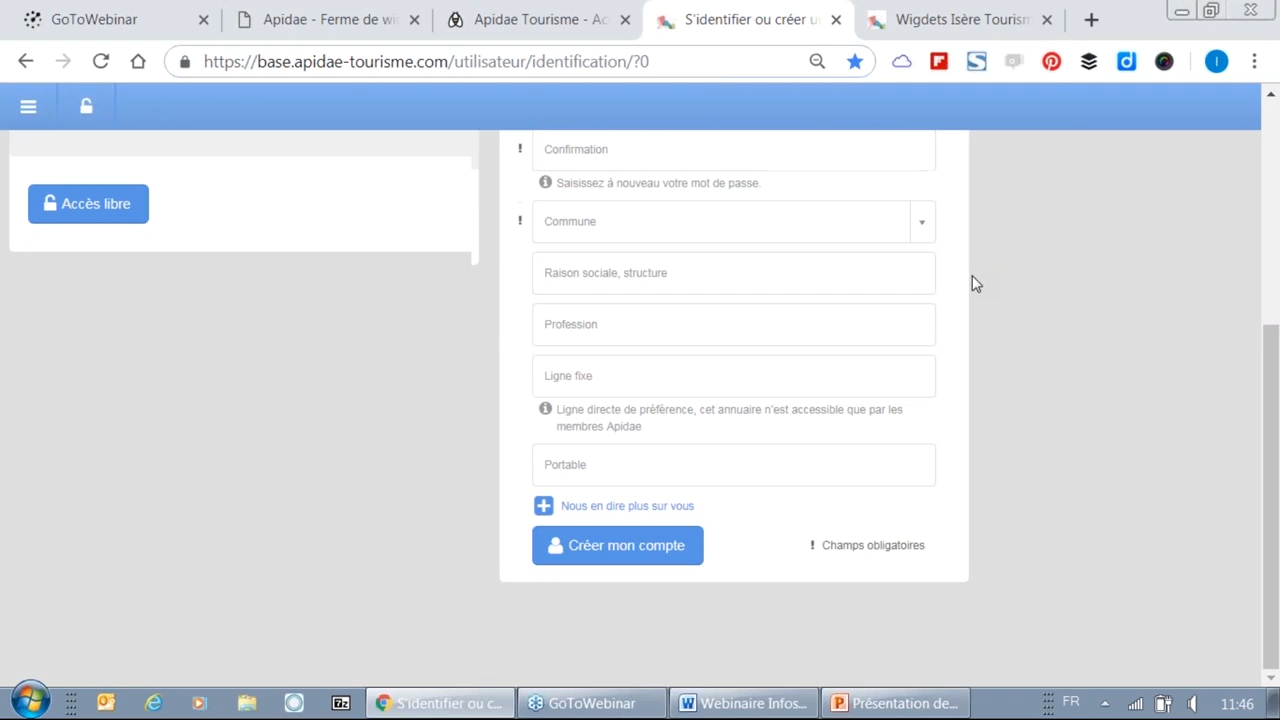 GoToWebinar
Apidae - Ferme de wi
Apidae Tourisme - Ac
S'identifier ou créer u
Wigdets Isère Tourism
https://base.apidae-tourisme.com/utilisateur/identification/?0
Accès libre
! Confirmation
Saisissez à nouveau votre mot de passe.
! Commune
Raison sociale, structure
Profession
Ligne fixe
Ligne directe de préférence, cet annuaire n'est accessible que par les
membres Apidae
Portable
Nous en dire plus sur vous
Créer mon compte
! Champs obligatoires
S'identifier ou c...
GoToWebinar
Webinaire Infos...
Présentation de...
FR
11:46